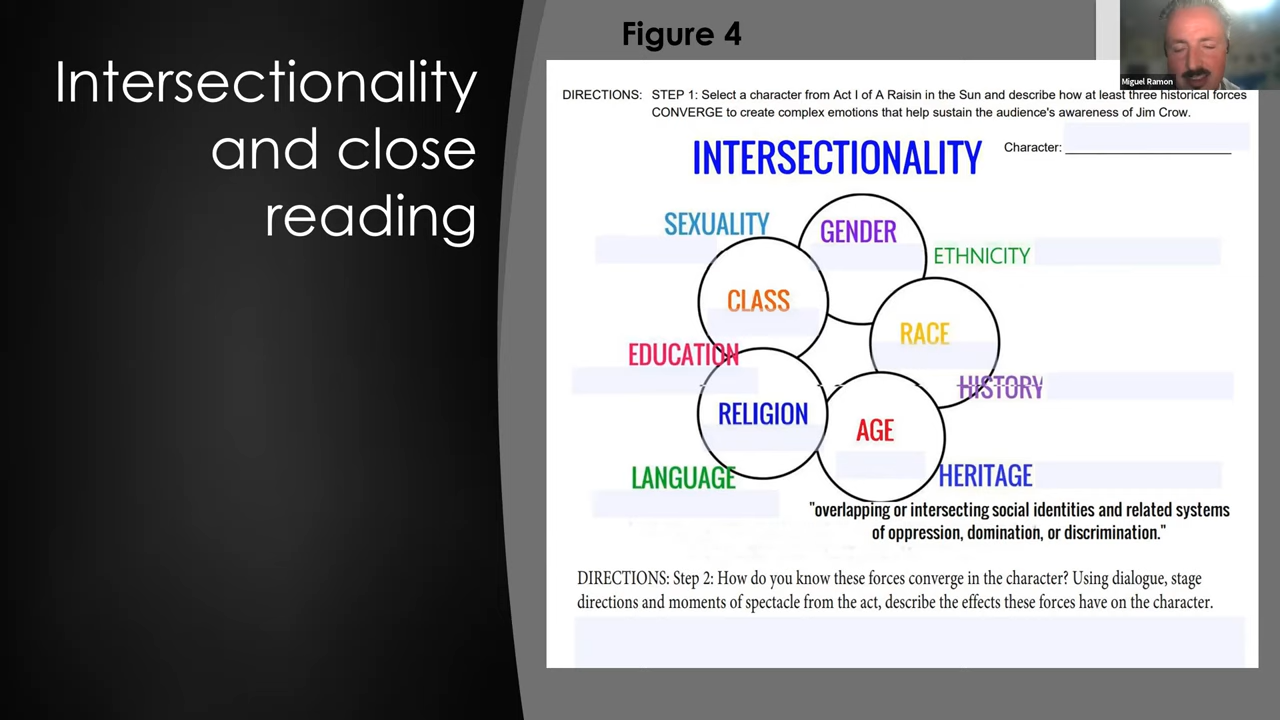 Intersectionality
and close
reading
Figure 4
Miguel Ramon
DIRECTIONS: STEP 1: Select a character from Act I of A Raisin in the Sun and describe how at least three historical forces
CONVERGE to create complex emotions that help sustain the audience's awareness of Jim Crow.
Character:
INTERSECTIONALITY
SEXUALITY
GENDER
ETHNICITY
CLASS
RACE
EDUCATION
HISTORY
RELIGION
AGE
LANGUAGE
HERITAGE
"overlapping or intersecting social identities and related systems
of oppression, domination, or discrimination."
DIRECTIONS: Step 2: How do you know these forces converge in the character? Using dialogue, stage
directions and moments of spectacle from the act, describe the effects these forces have on the character.